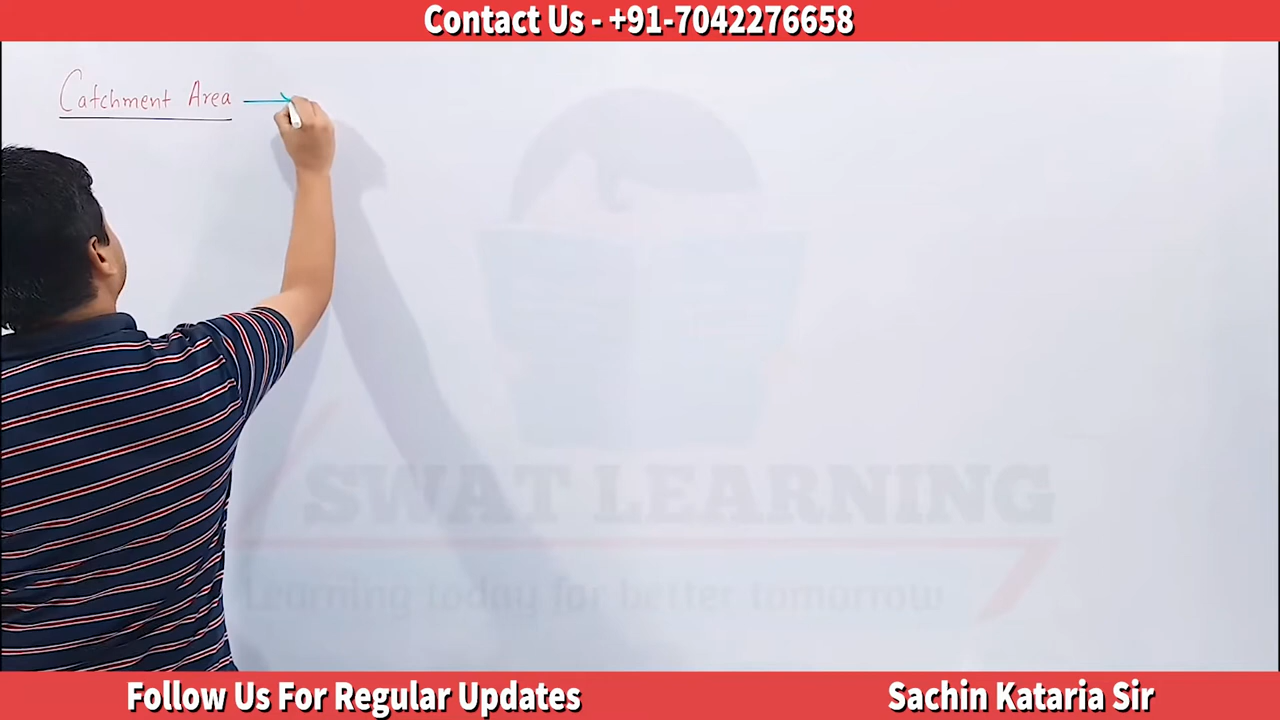 Contact Us - +91-7042276658
Catchment Area
SWAT LEARNING
Learning today for better tomorrow
Follow Us For Regular Updates
Sachin Kataria Sir